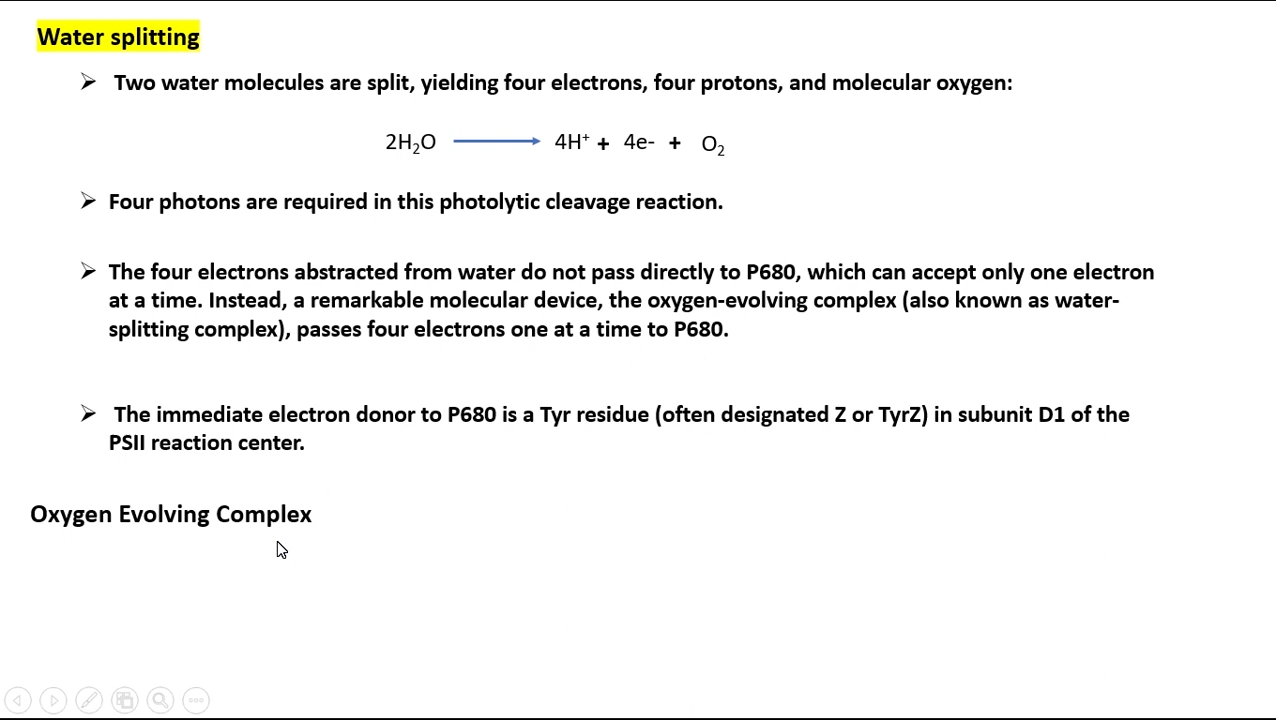 Water splitting
➢ Two water molecules are split, yielding four electrons, four protons, and molecular oxygen:
2H₂O ⟶ 4H⁺ + 4e- + O₂
➢ Four photons are required in this photolytic cleavage reaction.
➢ The four electrons abstracted from water do not pass directly to P680, which can accept only one electron
at a time. Instead, a remarkable molecular device, the oxygen-evolving complex (also known as water-
splitting complex), passes four electrons one at a time to P680.
➢ The immediate electron donor to P680 is a Tyr residue (often designated Z or TyrZ) in subunit D1 of the
PSII reaction center.
Oxygen Evolving Complex